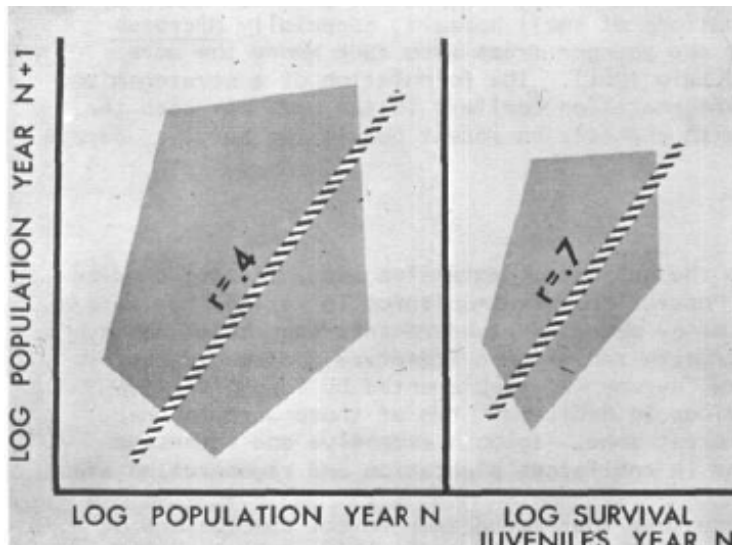 LOG POPULATION YEAR N+1
r=.4
r=.7
LOG POPULATION YEAR N
LOG SURVIVAL
JUVENILES YEAR N